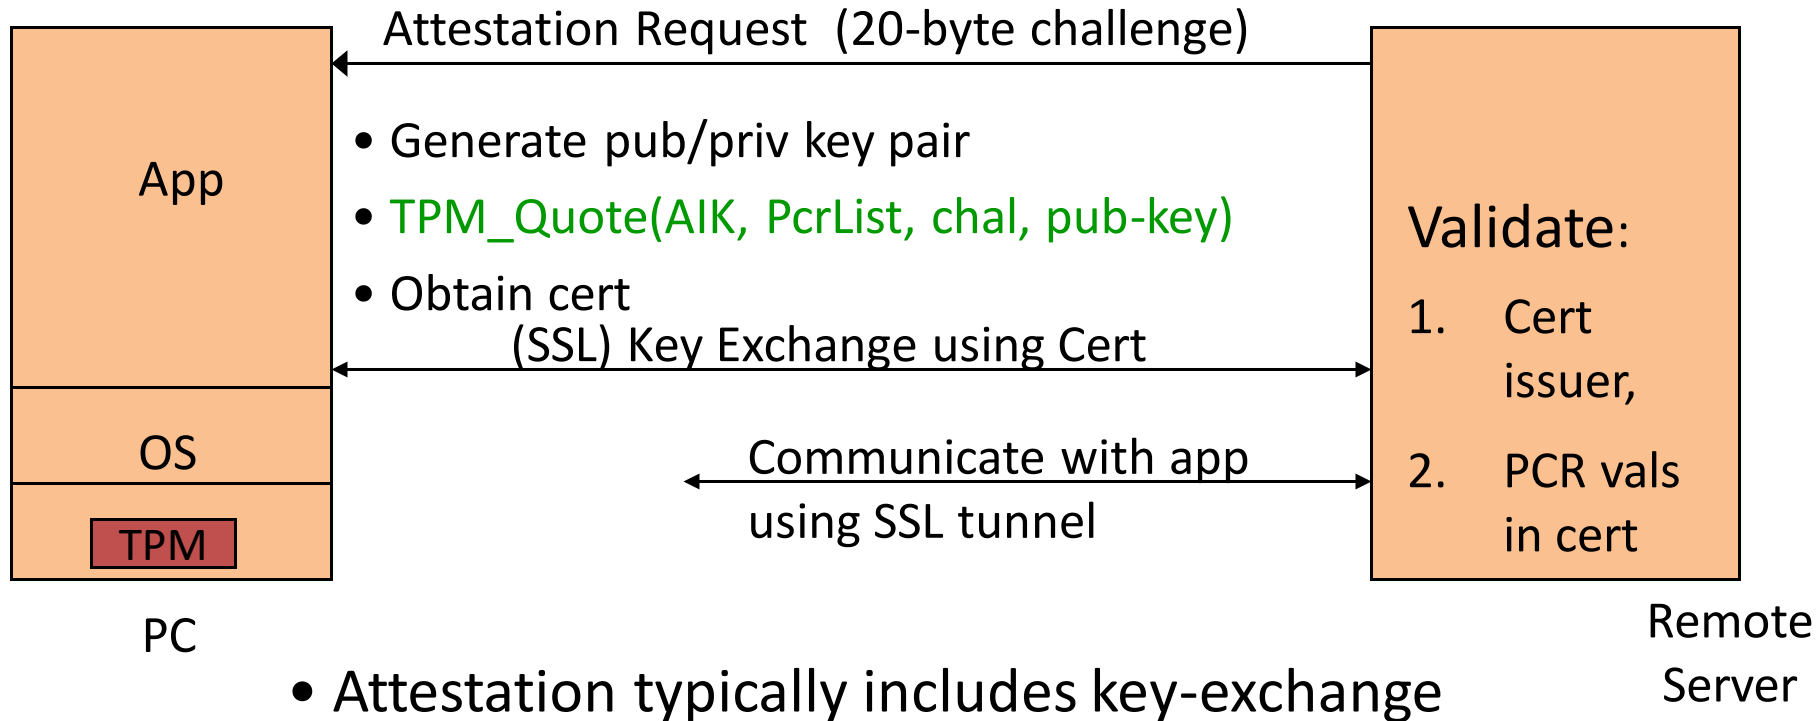 Attestation Request (20-byte challenge)
App
• Generate pub/priv key pair
• TPM_Quote(AIK, PcrList, chal, pub-key)
• Obtain cert
(SSL) Key Exchange using Cert
OS
Communicate with app
using SSL tunnel
TPM
PC
Validate:
1. Cert
issuer,
2. PCR vals
in cert
Remote
Server
• Attestation typically includes key-exchange